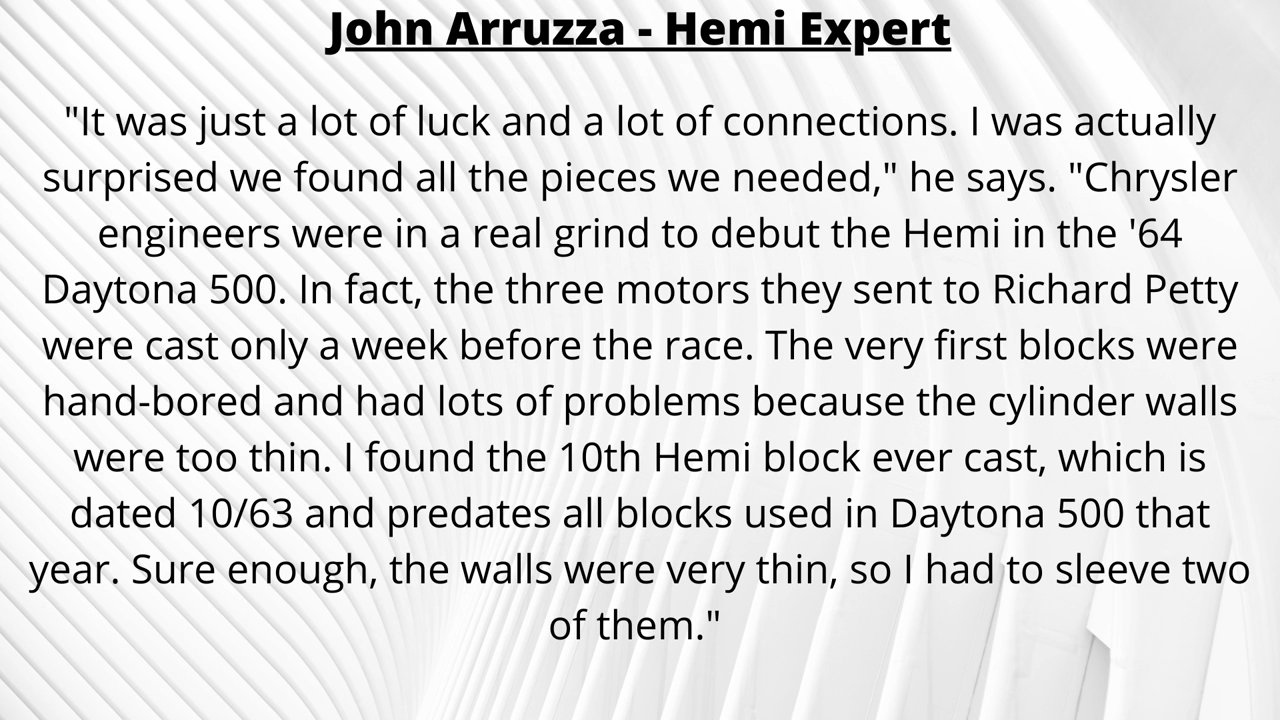 John Arruzza - Hemi Expert
"It was just a lot of luck and a lot of connections. I was actually
surprised we found all the pieces we needed," he says. "Chrysler
engineers were in a real grind to debut the Hemi in the '64
Daytona 500. In fact, the three motors they sent to Richard Petty
were cast only a week before the race. The very first blocks were
hand-bored and had lots of problems because the cylinder walls
were too thin. I found the 10th Hemi block ever cast, which is
dated 10/63 and predates all blocks used in Daytona 500 that
year. Sure enough, the walls were very thin, so I had to sleeve two
of them."